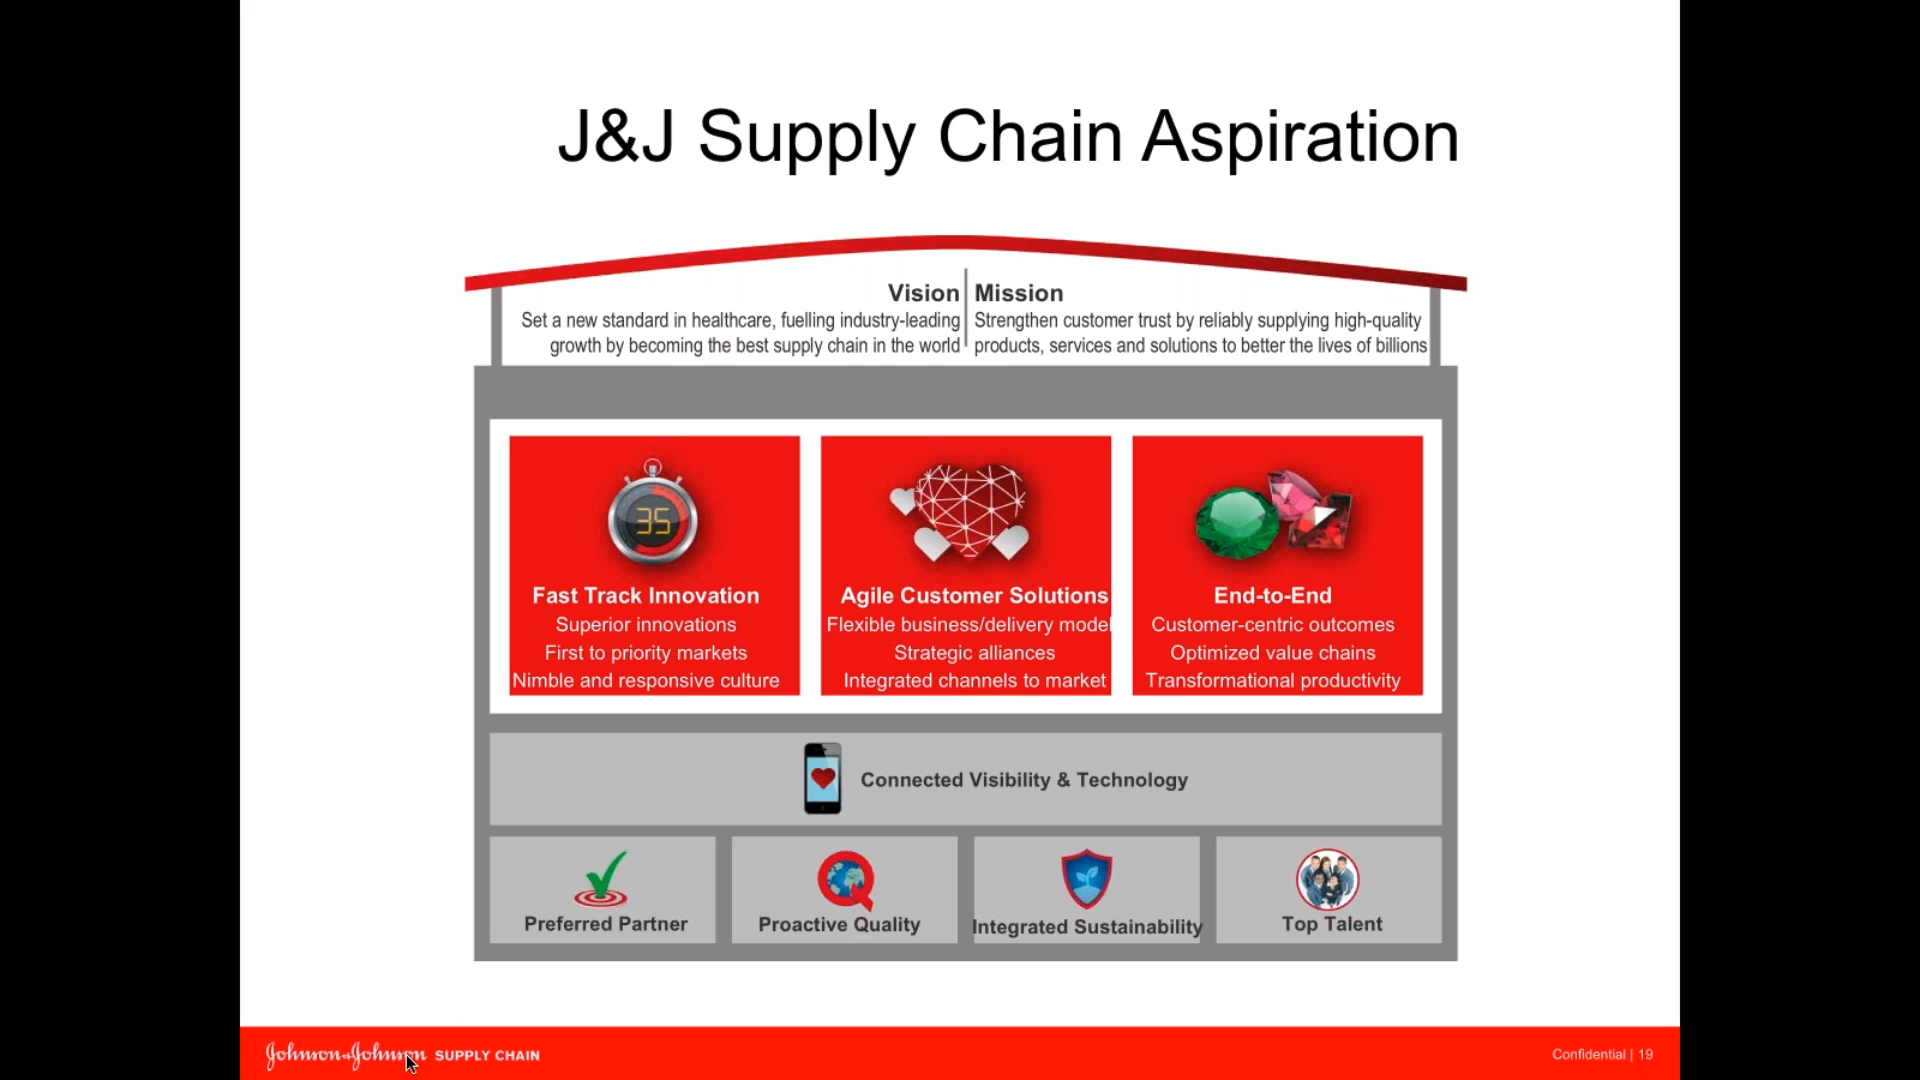 J&J Supply Chain Aspiration
Vision
Set a new standard in healthcare, fuelling industry-leading
growth by becoming the best supply chain in the world
Mission
Strengthen customer trust by reliably supplying high-quality
products, services and solutions to better the lives of billions
35
Fast Track Innovation
Superior innovations
First to priority markets
Nimble and responsive culture
Agile Customer Solutions
Flexible business/delivery model
Strategic alliances
Integrated channels to market
End-to-End
Customer-centric outcomes
Optimized value chains
Transformational productivity
Connected Visibility & Technology
Preferred Partner
Proactive Quality
Integrated Sustainability
Top Talent
Johnson & Johnson SUPPLY CHAIN
Confidential | 19